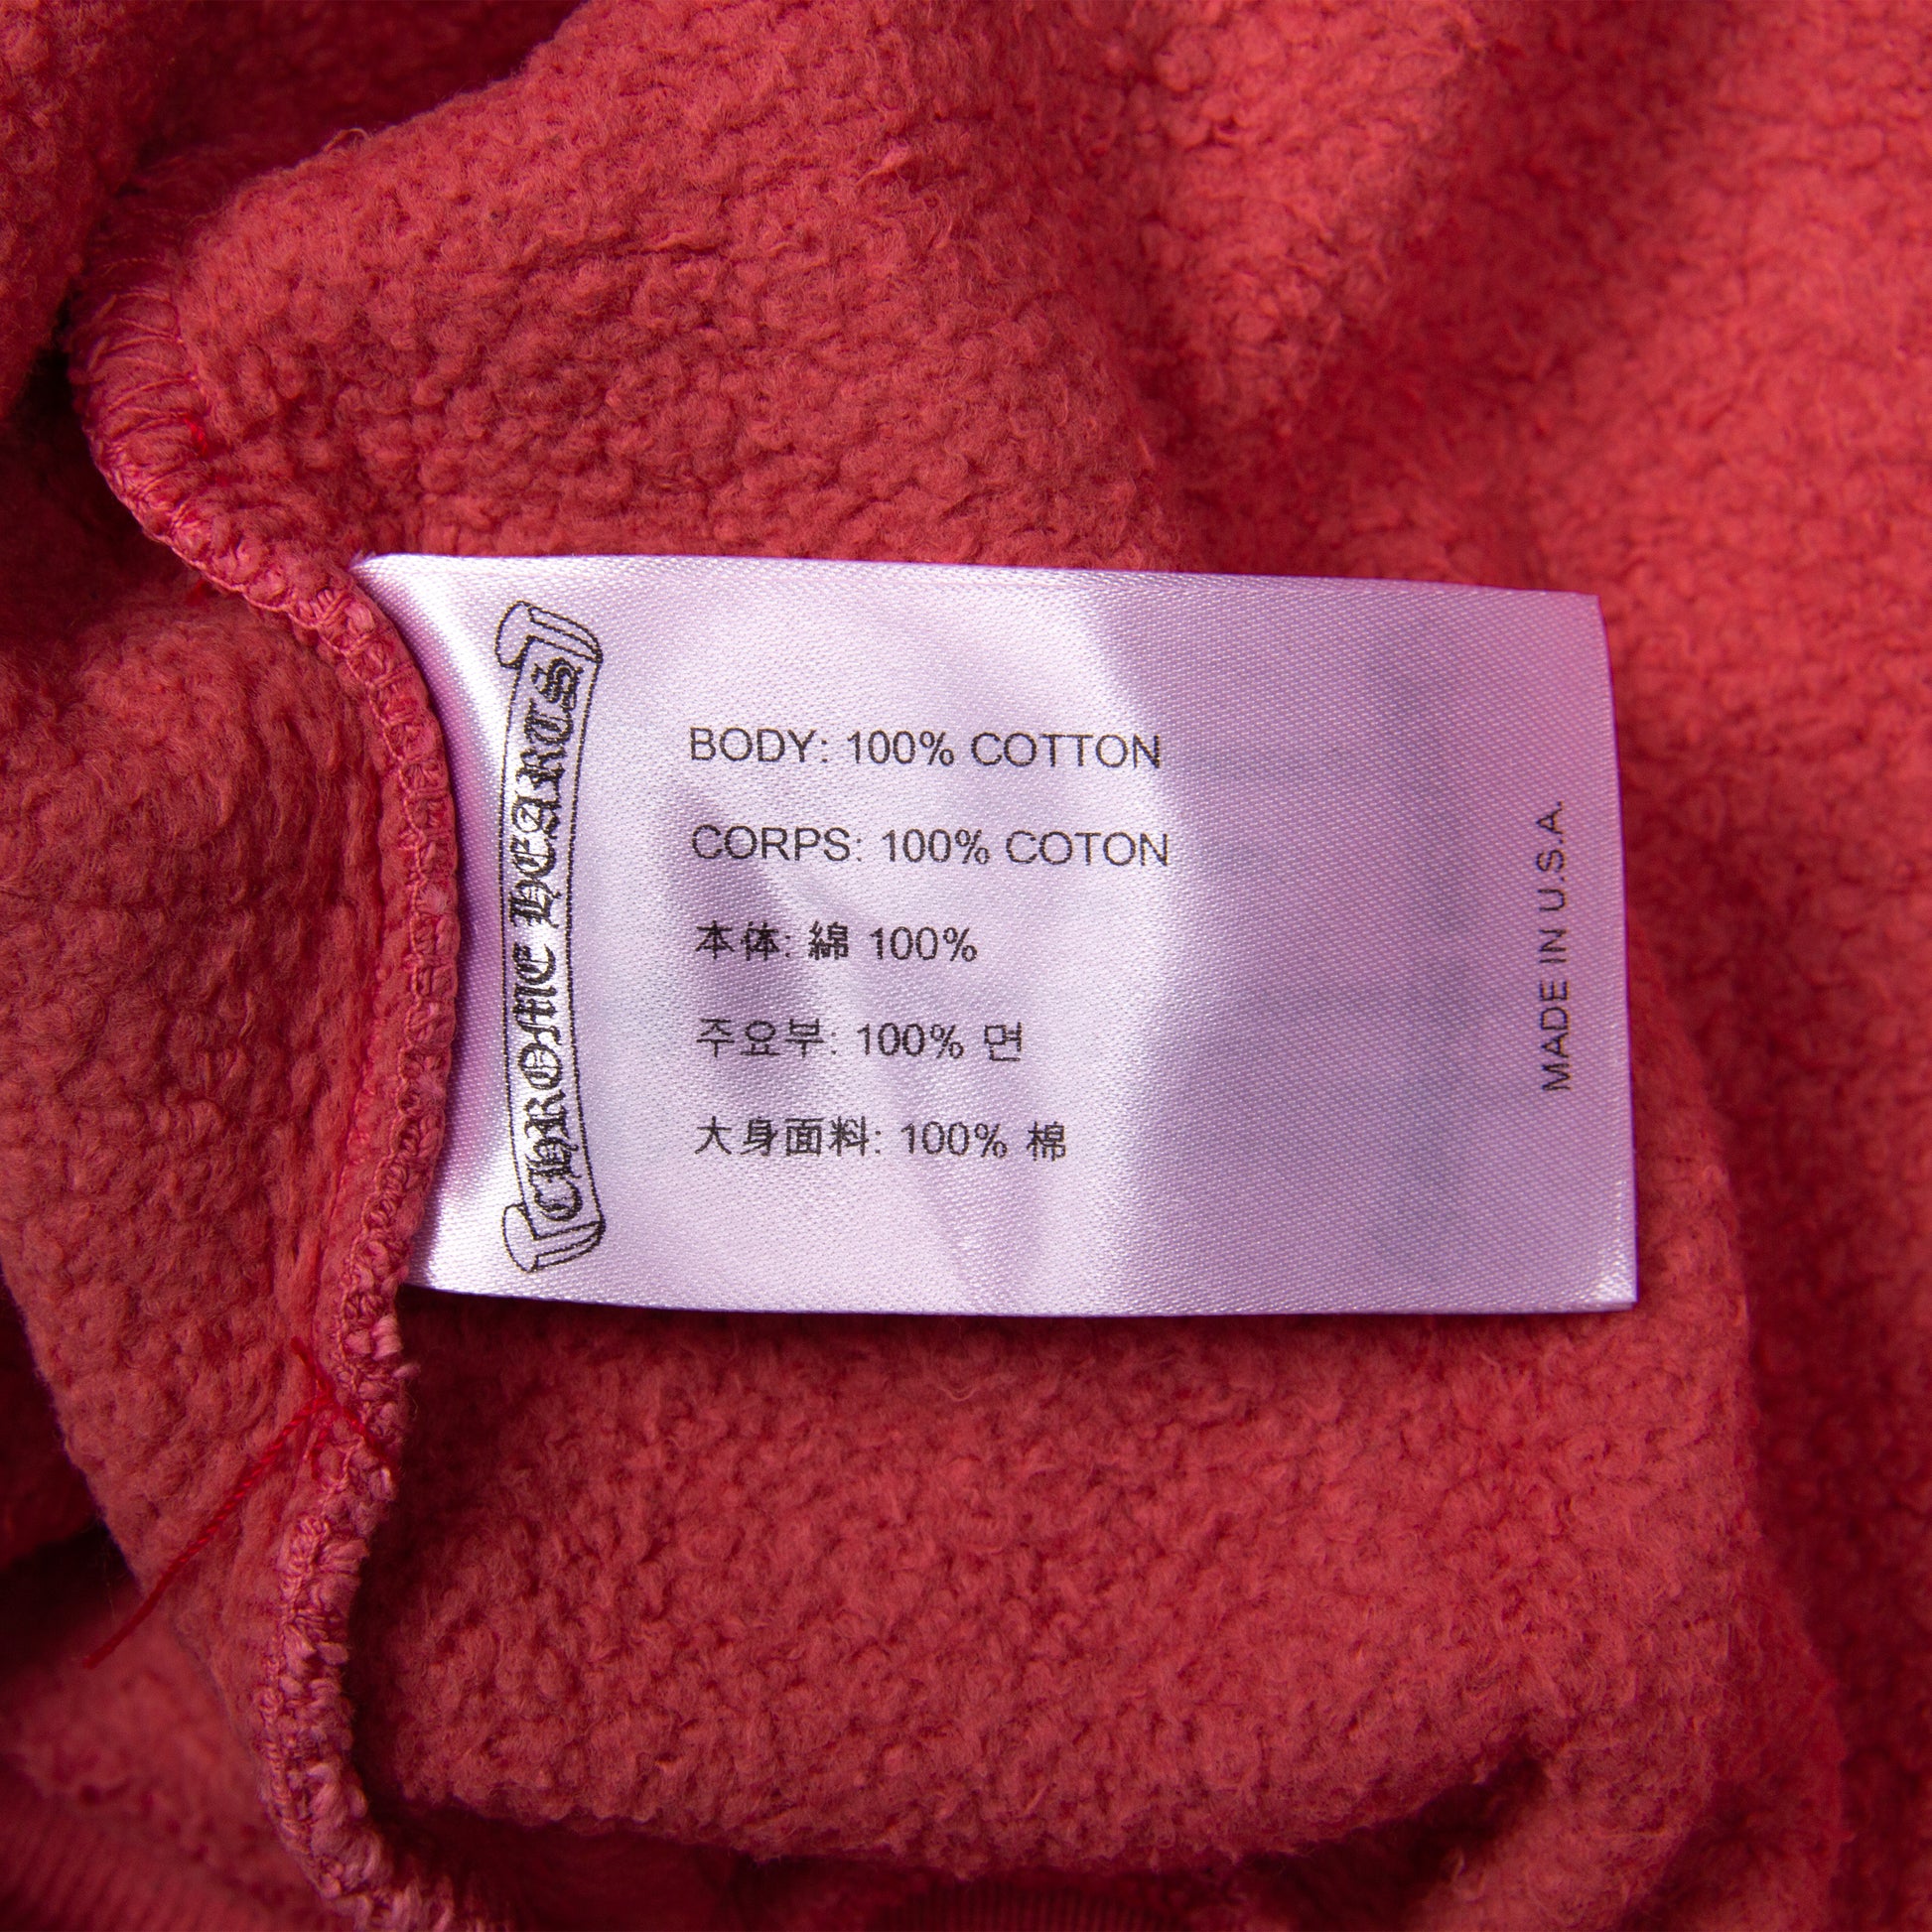 CHROME HEARTS
BODY: 100% COTTON
CORPS: 100% COTON
本体: 綿 100%
주요부: 100% 면
大身面料: 100% 棉
MADE IN U.S.A.